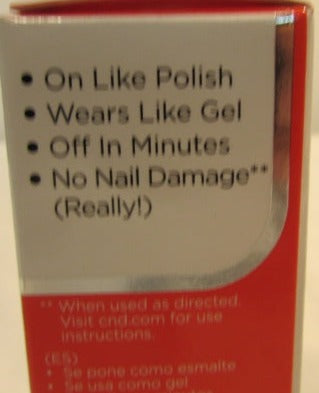 • On Like Polish
• Wears Like Gel
• Off In Minutes
• No Nail Damage**
(Really!)
** When used as directed.
Visit cnd.com for use
instructions.
(ES)
• Se pone como esmalte
• Se usa como gel